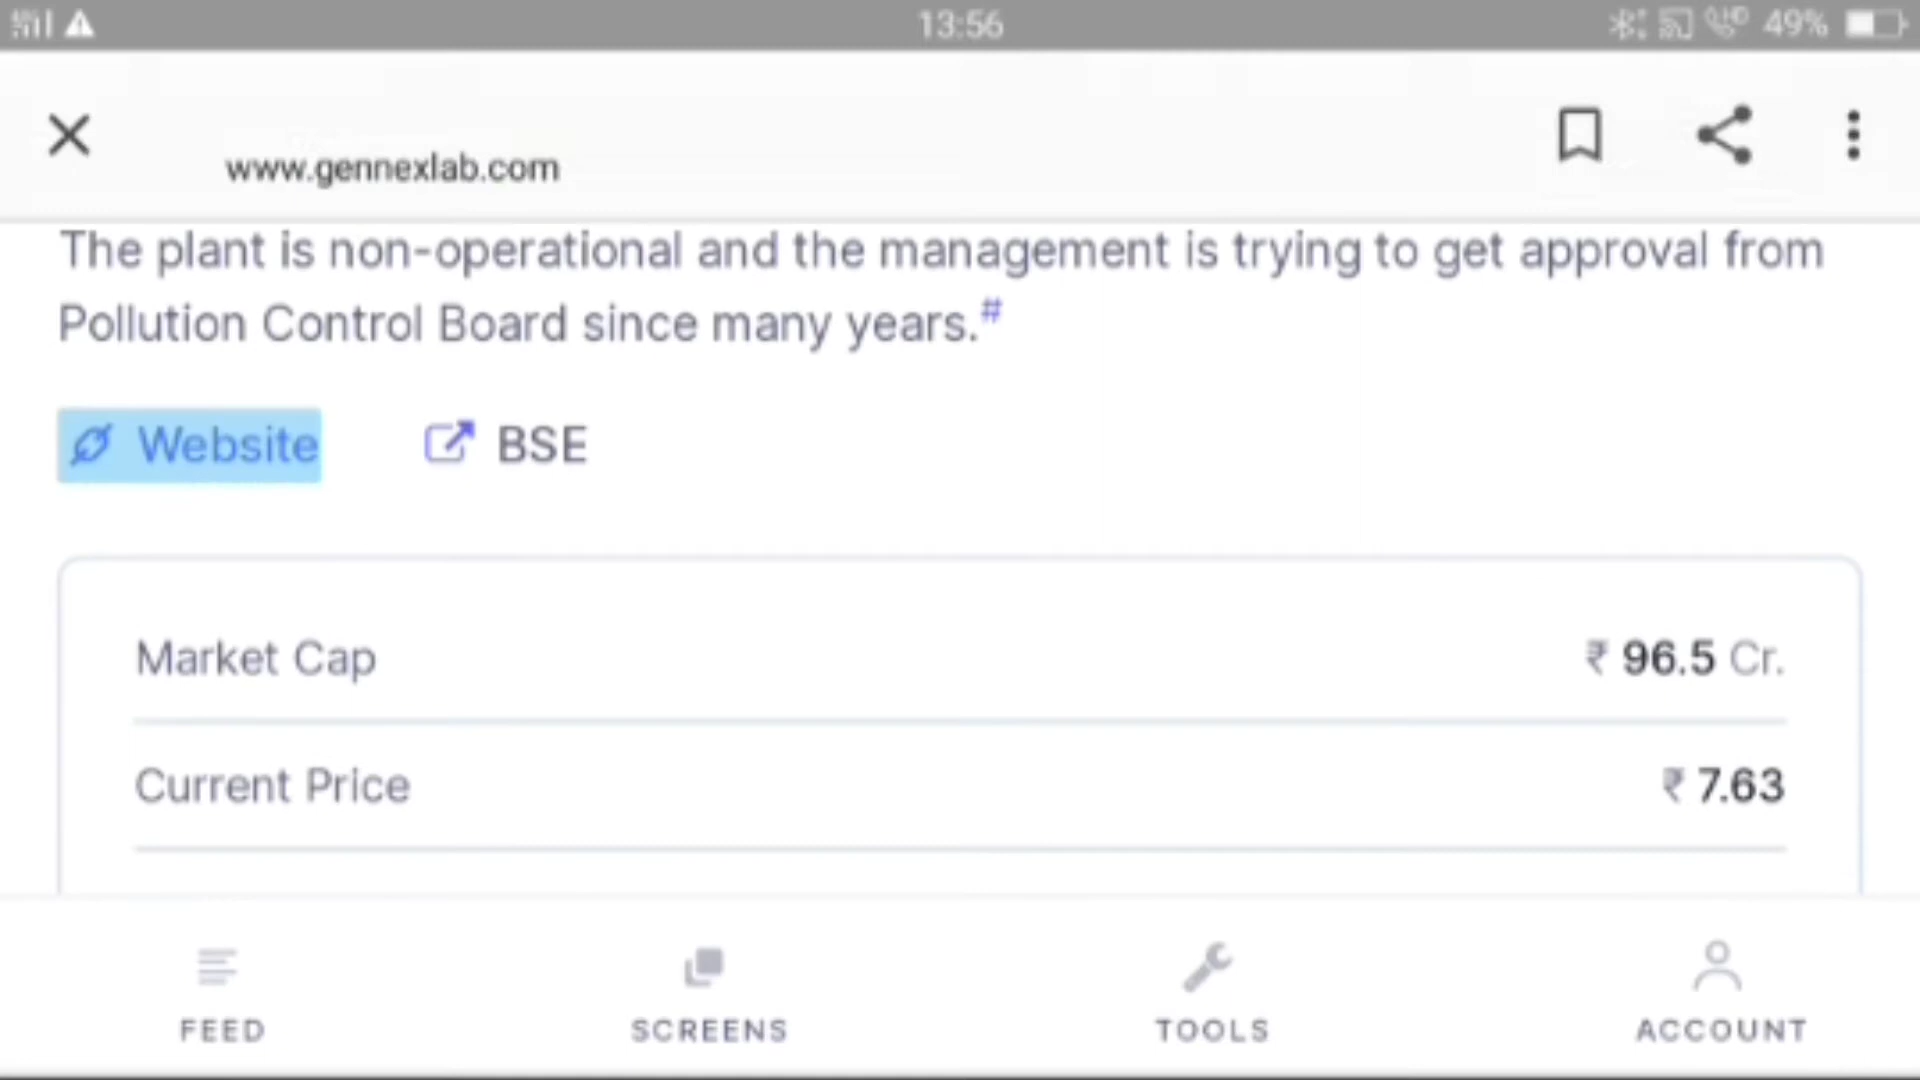 13:56
49%
www.gennexlab.com
The plant is non-operational and the management is trying to get approval from
Pollution Control Board since many years.#
Website BSE
Market Cap ₹ 96.5 Cr.
Current Price ₹ 7.63
FEED SCREENS TOOLS ACCOUNT